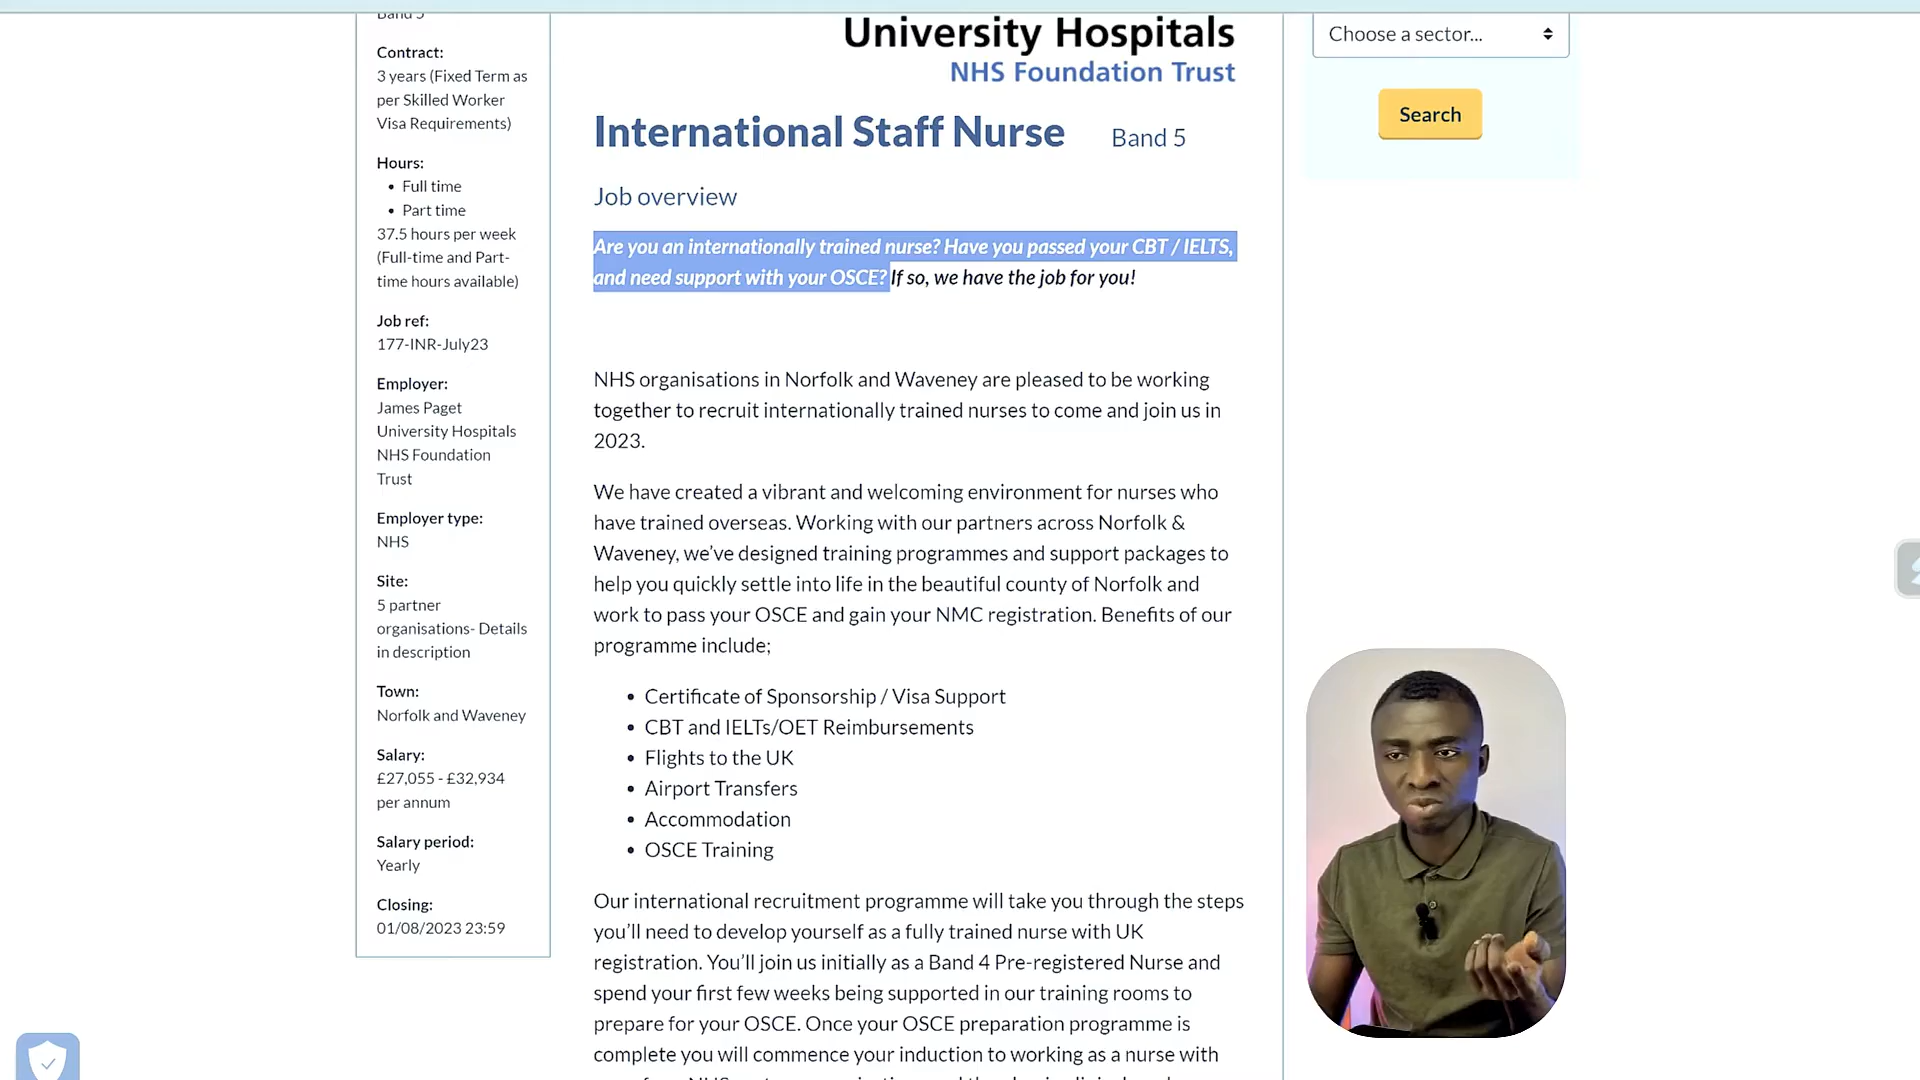 Band 5
Contract:
3 years (Fixed Term as
per Skilled Worker
Visa Requirements)
Hours:
• Full time
• Part time
37.5 hours per week
(Full-time and Part-
time hours available)
Job ref:
177-INR-July23
Employer:
James Paget
University Hospitals
NHS Foundation
Trust
Employer type:
NHS
Site:
5 partner
organisations- Details
in description
Town:
Norfolk and Waveney
Salary:
£27,055 - £32,934
per annum
Salary period:
Yearly
Closing:
01/08/2023 23:59
University Hospitals
NHS Foundation Trust
International Staff Nurse Band 5
Job overview
Are you an internationally trained nurse? Have you passed your CBT / IELTS,
and need support with your OSCE? If so, we have the job for you!
NHS organisations in Norfolk and Waveney are pleased to be working
together to recruit internationally trained nurses to come and join us in
2023.
We have created a vibrant and welcoming environment for nurses who
have trained overseas. Working with our partners across Norfolk &
Waveney, we've designed training programmes and support packages to
help you quickly settle into life in the beautiful county of Norfolk and
work to pass your OSCE and gain your NMC registration. Benefits of our
programme include;
• Certificate of Sponsorship / Visa Support
• CBT and IELTs/OET Reimbursements
• Flights to the UK
• Airport Transfers
• Accommodation
• OSCE Training
Our international recruitment programme will take you through the steps
you'll need to develop yourself as a fully trained nurse with UK
registration. You'll join us initially as a Band 4 Pre-registered Nurse and
spend your first few weeks being supported in our training rooms to
prepare for your OSCE. Once your OSCE preparation programme is
complete you will commence your induction to working as a nurse with
Choose a sector...
Search